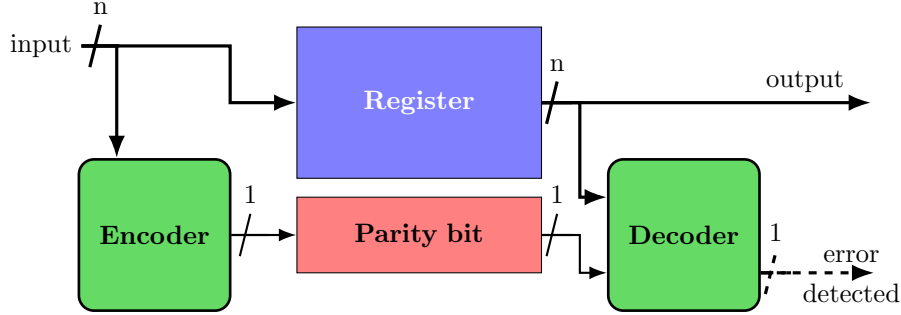 n
input
Register
n
output
Encoder
1
Parity bit
1
Decoder
1
error
detected